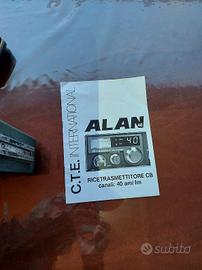 C.T.E. INTERNATIONAL
ALAN
40
RICETRASMETTITORE CB
canali: 40 am/fm
subito